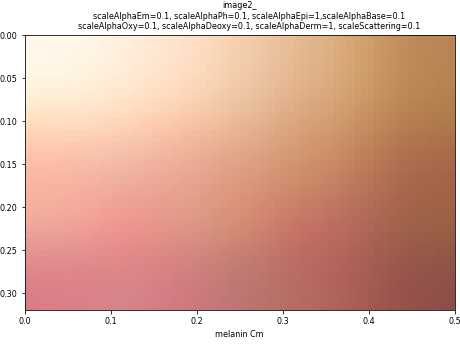 image2_
scaleAlphaEm=0.1, scaleAlphaPh=0.1, scaleAlphaEpi=1,scaleAlphaBase=0.1
scaleAlphaOxy=0.1, scaleAlphaDeoxy=0.1, scaleAlphaDerm=1, scaleScattering=0.1
0.00
0.05
0.10
0.15
0.20
0.25
0.30
0.0 0.1 0.2 0.3 0.4 0.5
melanin Cm